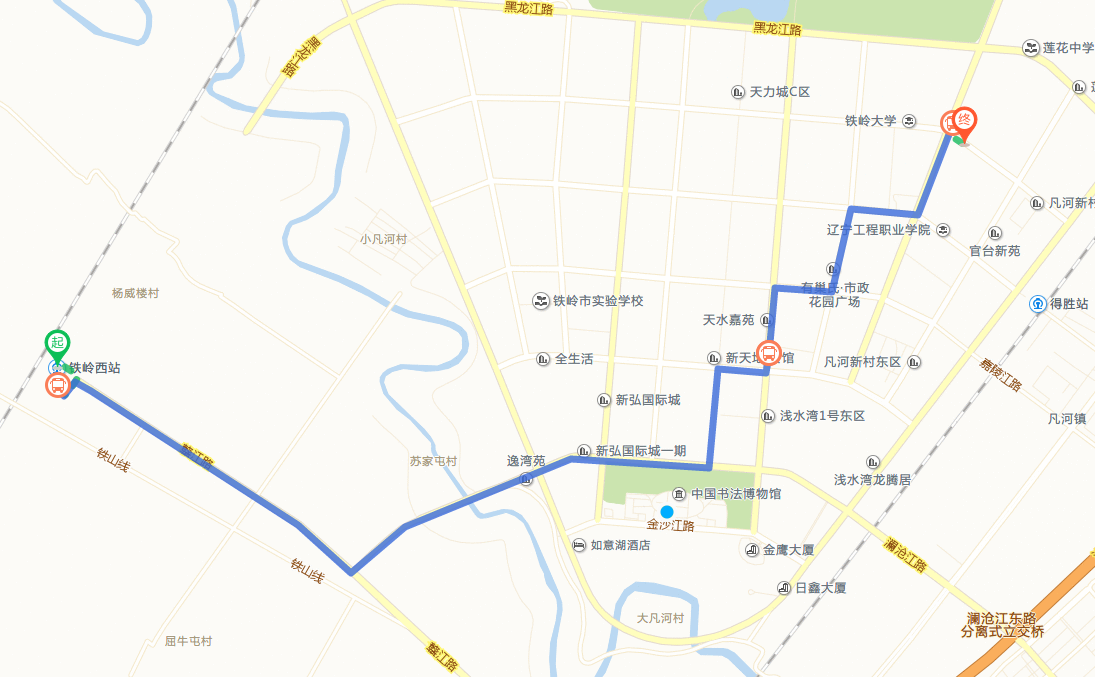 黑龙江路
黑龙江路
黑龙江路
莲花中学
天力城C区
铁岭大学
终
凡河新村
辽宁工程职业学院
官台新苑
小凡河村
杨威楼村
有巢氏·市政
花园广场
得胜站
铁岭市实验学校
天水嘉苑
起
铁岭西站
全生活
凡河新村东区
嘉陵江路
新弘国际城
浅水湾1号东区
凡河镇
铁山线
苏家屯村
逸湾苑
新弘国际城一期
浅水湾龙腾居
中国书法博物馆
金沙江路
如意湖酒店
金鹰大厦
澜沧江路
铁山线
日鑫大厦
大凡河村
澜沧江东路
分离式立交桥
屈牛屯村